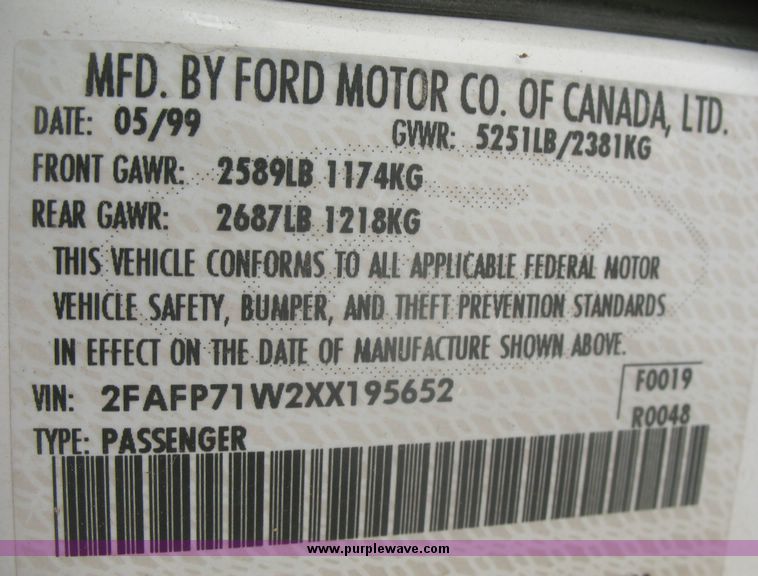 MFD. BY FORD MOTOR CO. OF CANADA, LTD.
DATE: 05/99 GVWR: 5251LB/2381KG
FRONT GAWR: 2589LB 1174KG
REAR GAWR: 2687LB 1218KG
THIS VEHICLE CONFORMS TO ALL APPLICABLE FEDERAL MOTOR
VEHICLE SAFETY, BUMPER, AND THEFT PREVENTION STANDARDS
IN EFFECT ON THE DATE OF MANUFACTURE SHOWN ABOVE.
VIN: 2FAFP71W2XX195652 F0019
TYPE: PASSENGER R0048
www.purplewave.com